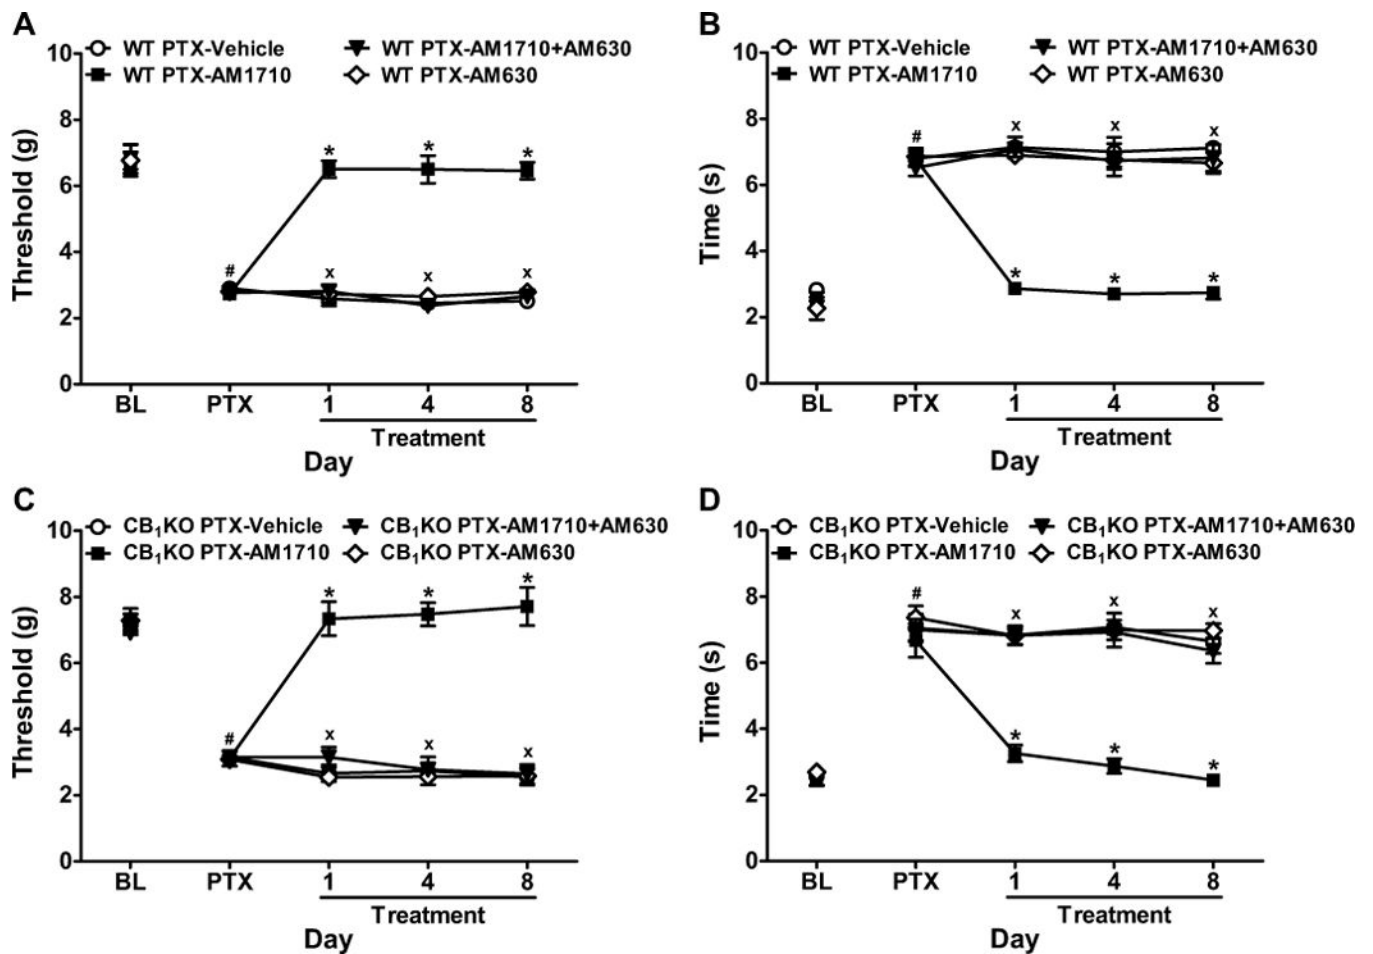 A
WT PTX-Vehicle
WT PTX-AM1710+AM630
WT PTX-AM1710
WT PTX-AM630
Threshold (g)
10
8
6
4
2
0
*
*
*
#
x
x
x
BL
PTX
1
4
8
Treatment
Day
B
WT PTX-Vehicle
WT PTX-AM1710+AM630
WT PTX-AM1710
WT PTX-AM630
Time (s)
10
8
6
4
2
0
#
x
x
x
*
*
*
BL
PTX
1
4
8
Treatment
Day
C
CB₁KO PTX-Vehicle
CB₁KO PTX-AM1710+AM630
CB₁KO PTX-AM1710
CB₁KO PTX-AM630
Threshold (g)
10
8
6
4
2
0
*
*
*
#
x
x
x
BL
PTX
1
4
8
Treatment
Day
D
CB₁KO PTX-Vehicle
CB₁KO PTX-AM1710+AM630
CB₁KO PTX-AM1710
CB₁KO PTX-AM630
Time (s)
10
8
6
4
2
0
#
x
x
x
*
*
*
BL
PTX
1
4
8
Treatment
Day